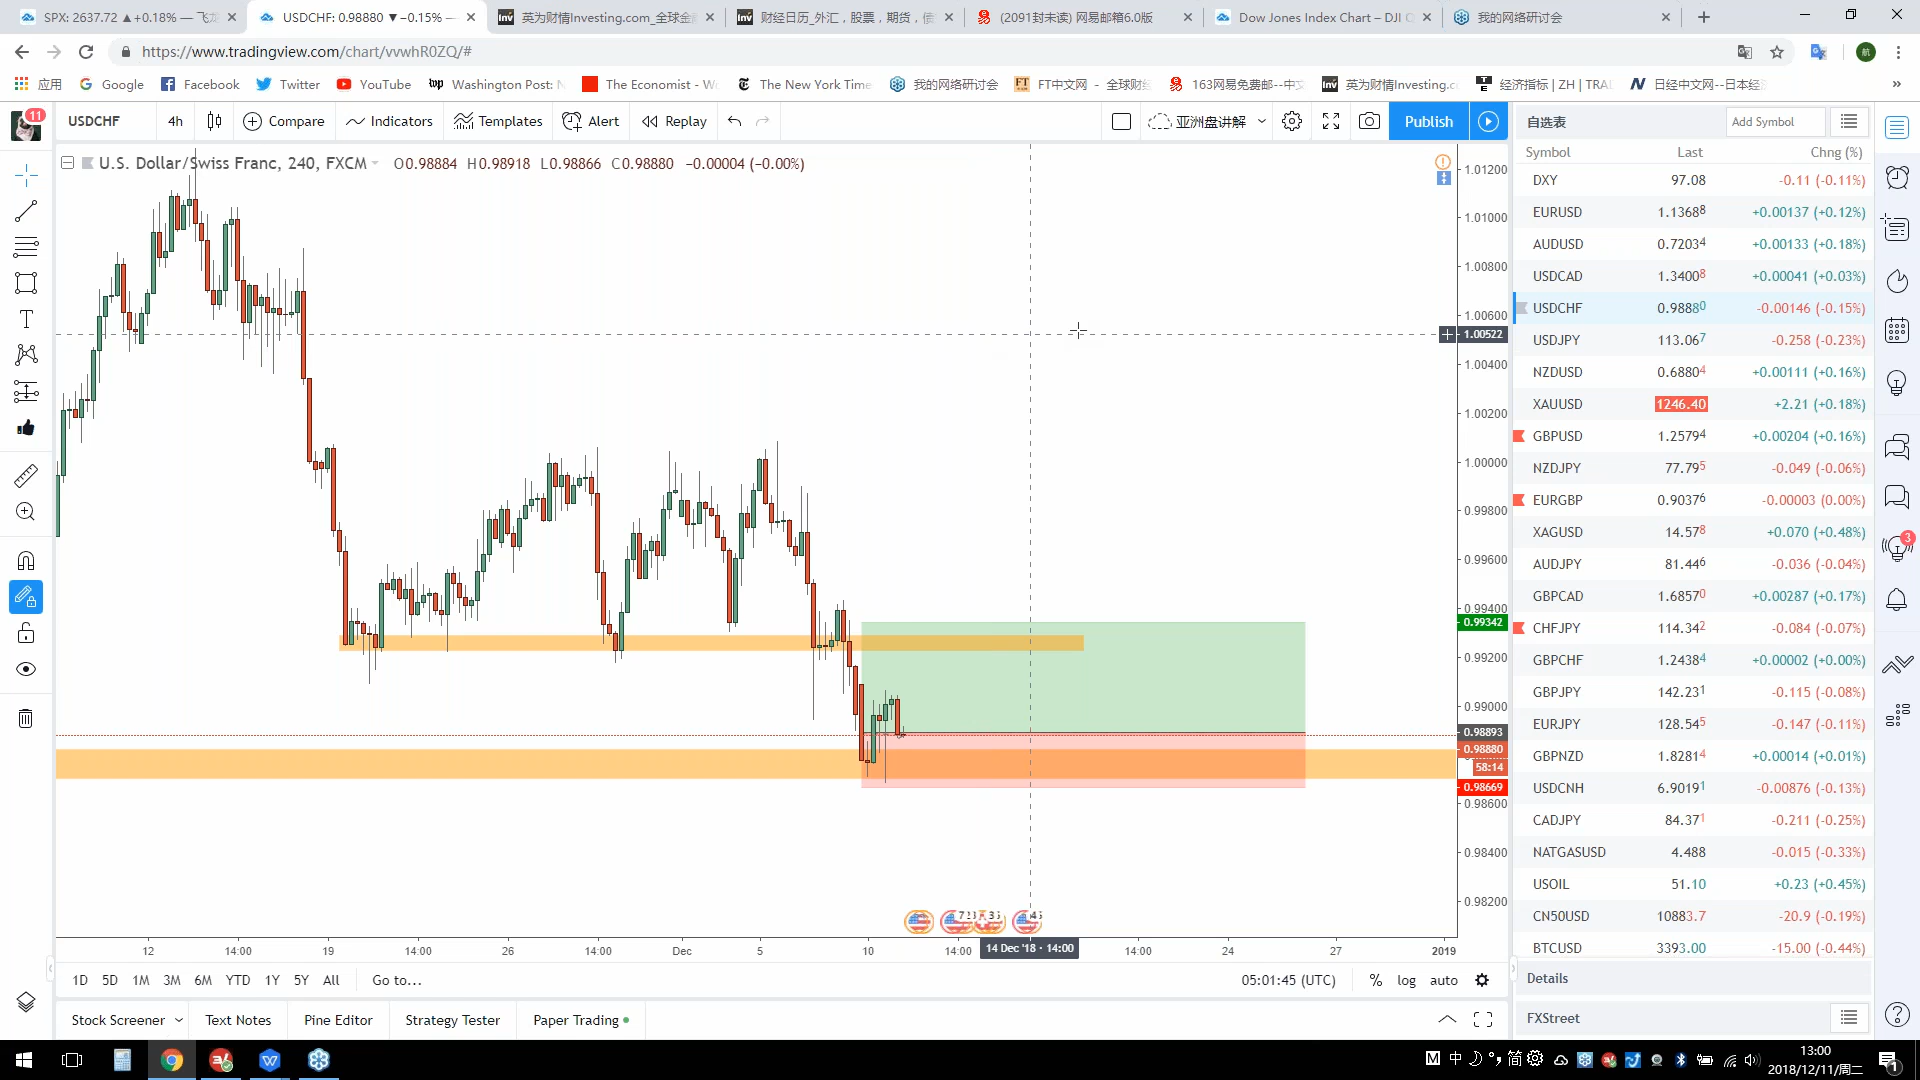 SPX: 2637.72 ▲+0.18% — 飞龙
USDCHF: 0.98880 ▼−0.15% —
英为财情Investing.com_全球金
财经日历_外汇，股票，期货，债
(2091封未读) 网易邮箱6.0版
Dow Jones Index Chart – DJI
我的网络研讨会
https://www.tradingview.com/chart/vvwhR0ZQ/#
应用
Google
Facebook
Twitter
YouTube
Washington Post:
The Economist - W
The New York Time
我的网络研讨会
FT中文网 - 全球财经
163网易免费邮--中文
英为财情Investing.c
经济指标 | ZH | TRA
日经中文网--日本经
11
USDCHF
4h
Compare
Indicators
Templates
Alert
Replay
亚洲盘讲解
Publish
U.S. Dollar/Swiss Franc, 240, FXCM
O0.98884 H0.98918 L0.98866 C0.98880 −0.00004 (−0.00%)
1.01200
1.01000
1.00800
1.00600
1.00522
1.00400
1.00200
1.00000
0.99800
0.99600
0.99400
0.99342
0.99200
0.99000
0.98893
0.98880
58:14
0.98669
0.98600
0.98400
0.98200
12
14:00
19
14:00
26
14:00
Dec
5
10
14:00
14 Dec '18 - 14:00
14:00
24
27
2019
1D 5D 1M 3M 6M YTD 1Y 5Y All
Go to...
05:01:45 (UTC)
% log auto
Stock Screener
Text Notes
Pine Editor
Strategy Tester
Paper Trading
自选表
Add Symbol
Symbol Last Chng (%)
DXY 97.08 -0.11 (-0.11%)
EURUSD 1.13688 +0.00137 (+0.12%)
AUDUSD 0.72034 +0.00133 (+0.18%)
USDCAD 1.34008 +0.00041 (+0.03%)
USDCHF 0.98880 -0.00146 (-0.15%)
USDJPY 113.067 -0.258 (-0.23%)
NZDUSD 0.68804 +0.00111 (+0.16%)
XAUUSD 1246.40 +2.21 (+0.18%)
GBPUSD 1.25794 +0.00204 (+0.16%)
NZDJPY 77.795 -0.049 (-0.06%)
EURGBP 0.90376 -0.00003 (0.00%)
XAGUSD 14.578 +0.070 (+0.48%)
AUDJPY 81.446 -0.036 (-0.04%)
GBPCAD 1.68570 +0.00287 (+0.17%)
CHFJPY 114.342 -0.084 (-0.07%)
GBPCHF 1.24384 +0.00002 (+0.00%)
GBPJPY 142.231 -0.115 (-0.08%)
EURJPY 128.545 -0.147 (-0.11%)
GBPNZD 1.82814 +0.00014 (+0.01%)
USDCNH 6.90191 -0.00876 (-0.13%)
CADJPY 84.371 -0.211 (-0.25%)
NATGASUSD 4.488 -0.015 (-0.33%)
USOIL 51.10 +0.23 (+0.45%)
CN50USD 10883.7 -20.9 (-0.19%)
BTCUSD 3393.00 -15.00 (-0.44%)
Details
FXStreet
3
中
简
13:00
2018/12/11/周二
1